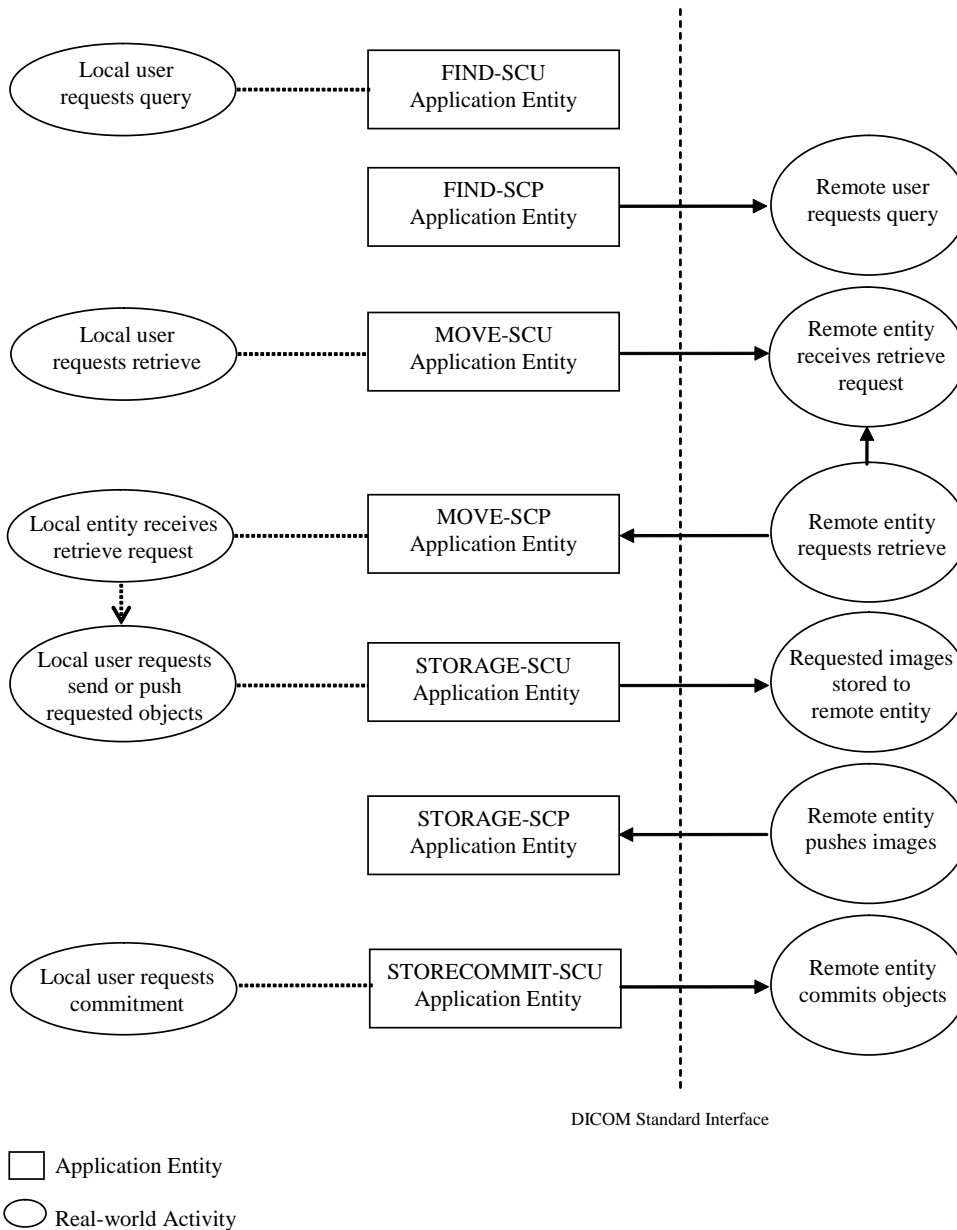 Local user
requests query
FIND-SCU
Application Entity
FIND-SCP
Application Entity
Remote user
requests query
Local user
requests retrieve
MOVE-SCU
Application Entity
Remote entity
receives retrieve
request
Local entity receives
retrieve request
MOVE-SCP
Application Entity
Remote entity
requests retrieve
Local user requests
send or push
requested objects
STORAGE-SCU
Application Entity
Requested images
stored to
remote entity
STORAGE-SCP
Application Entity
Remote entity
pushes images
Local user requests
commitment
STORECOMMIT-SCU
Application Entity
Remote entity
commits objects
DICOM Standard Interface
Application Entity
Real-world Activity